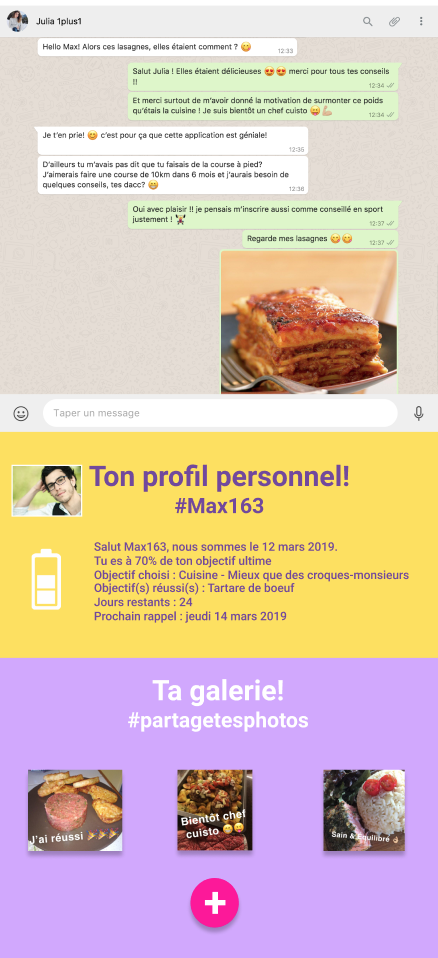 Julia 1plus1
Hello Max! Alors ces lasagnes, elles étaient comment ? 😋
12:33
Salut Julia ! Elles étaient délicieuses 😍😍 merci pour tous tes conseils
!!
12:34
Et merci surtout de m'avoir donné la motivation de surmonter ce poids
qu'étais la cuisine ! Je suis bientôt un chef cuisto 😄💪🏼
12:34
Je t'en prie! 😄 c'est pour ça que cette application est géniale!
12:35
D'ailleurs tu m'avais pas dit que tu faisais de la course à pied?
J'aimerais faire une course de 10km dans 6 mois et j'aurais besoin de
quelques conseils, tes dacc? 😁
12:36
Oui avec plaisir !! je pensais m'inscrire aussi comme conseillé en sport
justement ! 🏋
12:37
Regarde mes lasagnes 😋😋
12:37
Taper un message
Ton profil personnel!
#Max163
Salut Max163, nous sommes le 12 mars 2019.
Tu es à 70% de ton objectif ultime
Objectif choisi : Cuisine - Mieux que des croques-monsieurs
Objectif(s) réussi(s) : Tartare de boeuf
Jours restants : 24
Prochain rappel : jeudi 14 mars 2019
Ta galerie!
#partagetesphotos
J'ai réussi 🎉🎉🎉
Bientôt chef
cuisto 😁😁
Sain & Équilibré 👌